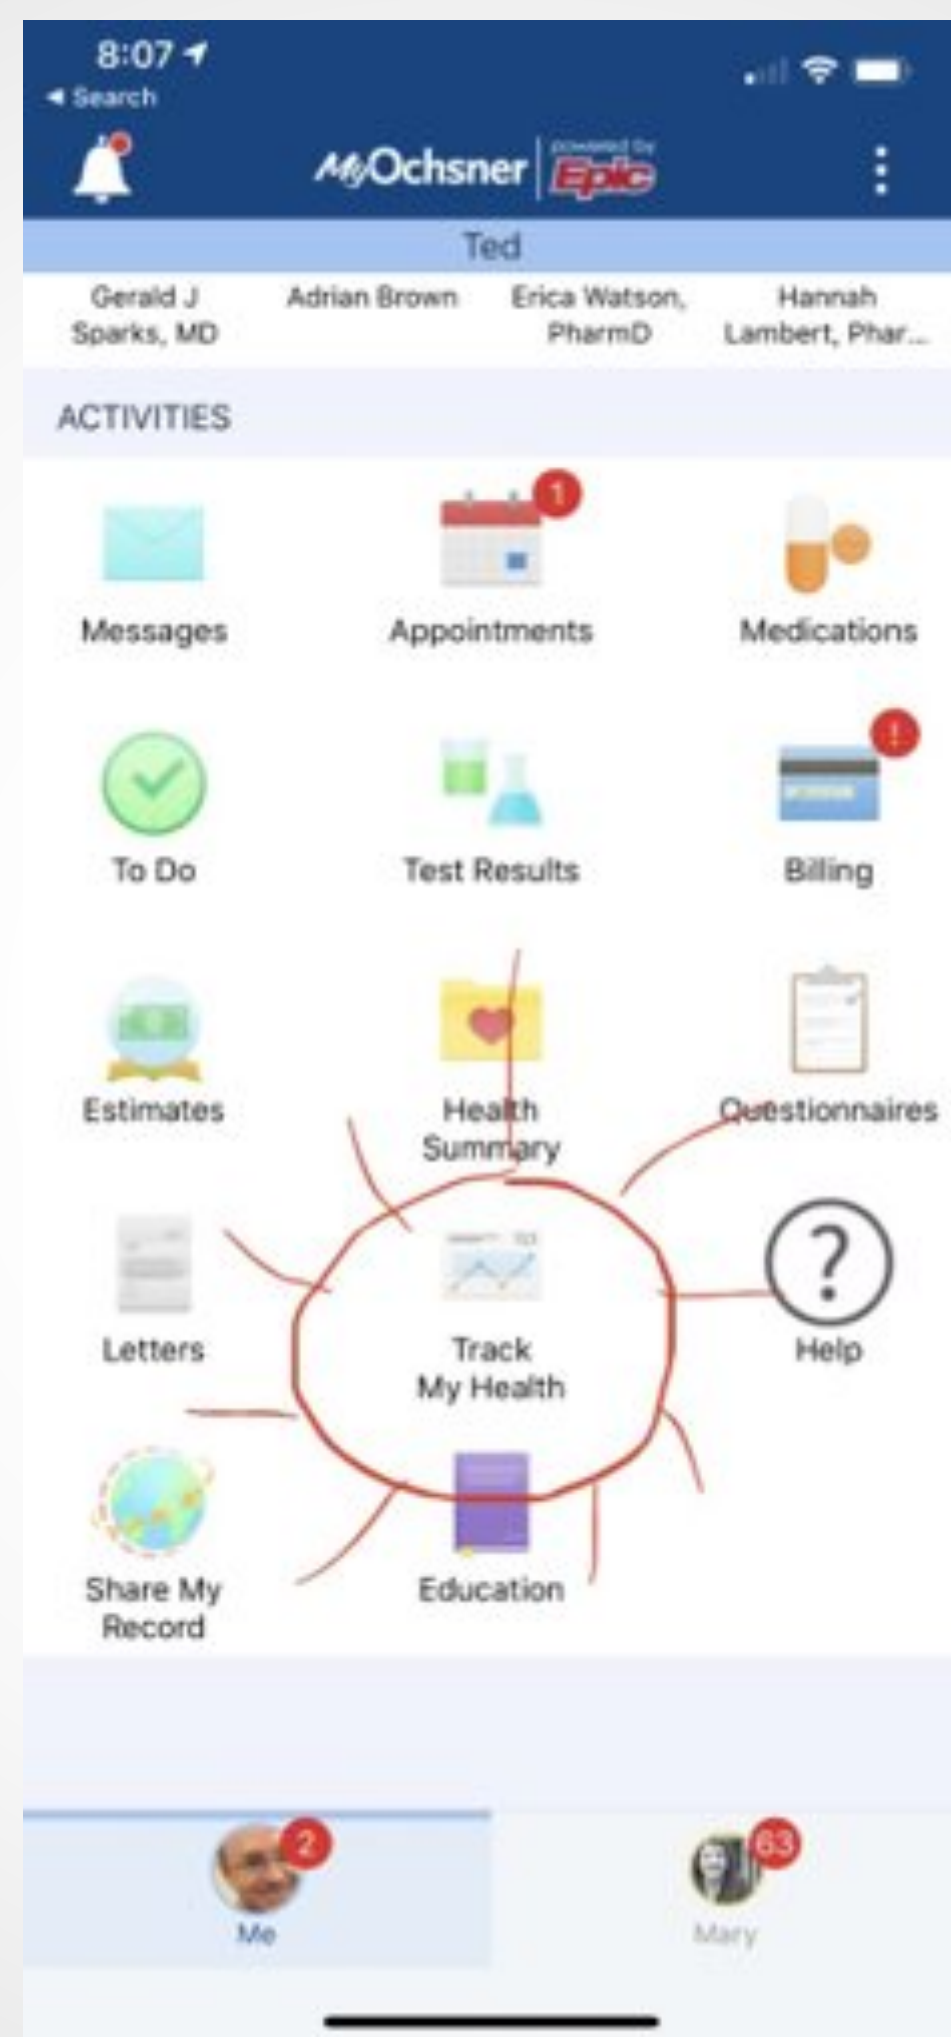 8:07
Search
MyOchsner powered by Epic
Ted
Gerald J Sparks, MD
Adrian Brown
Erica Watson, PharmD
Hannah Lambert, Phar...
ACTIVITIES
1
Messages Appointments Medications
!
To Do Test Results Billing
Estimates Health Summary Questionnaires
Letters Track My Health ? Help
Share My Record Education
2 63
Me Mary